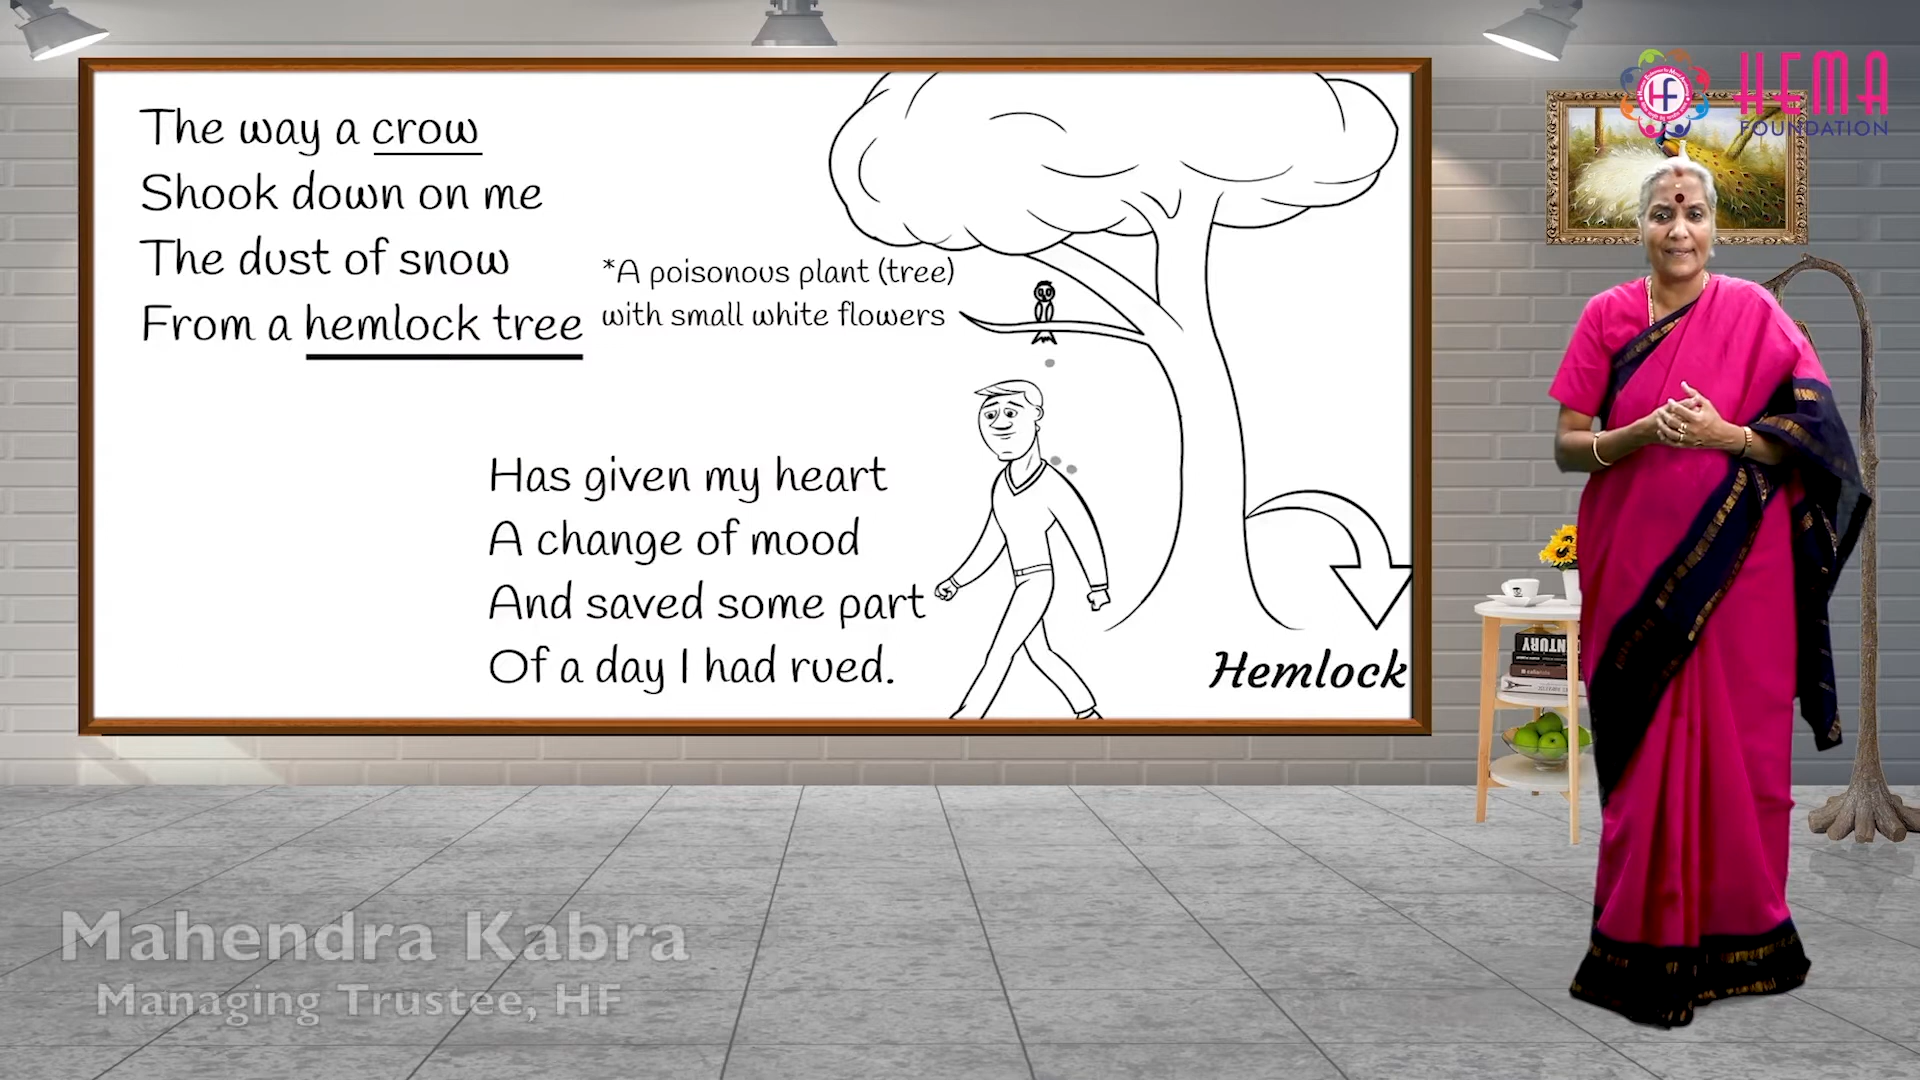 The way a crow
Shook down on me
The dust of snow
From a hemlock tree
*A poisonous plant (tree)
with small white flowers
Has given my heart
A change of mood
And saved some part
Of a day I had rued.
Hemlock
HF
HEMA
FOUNDATION
Mahendra Kabra
Managing Trustee, HF